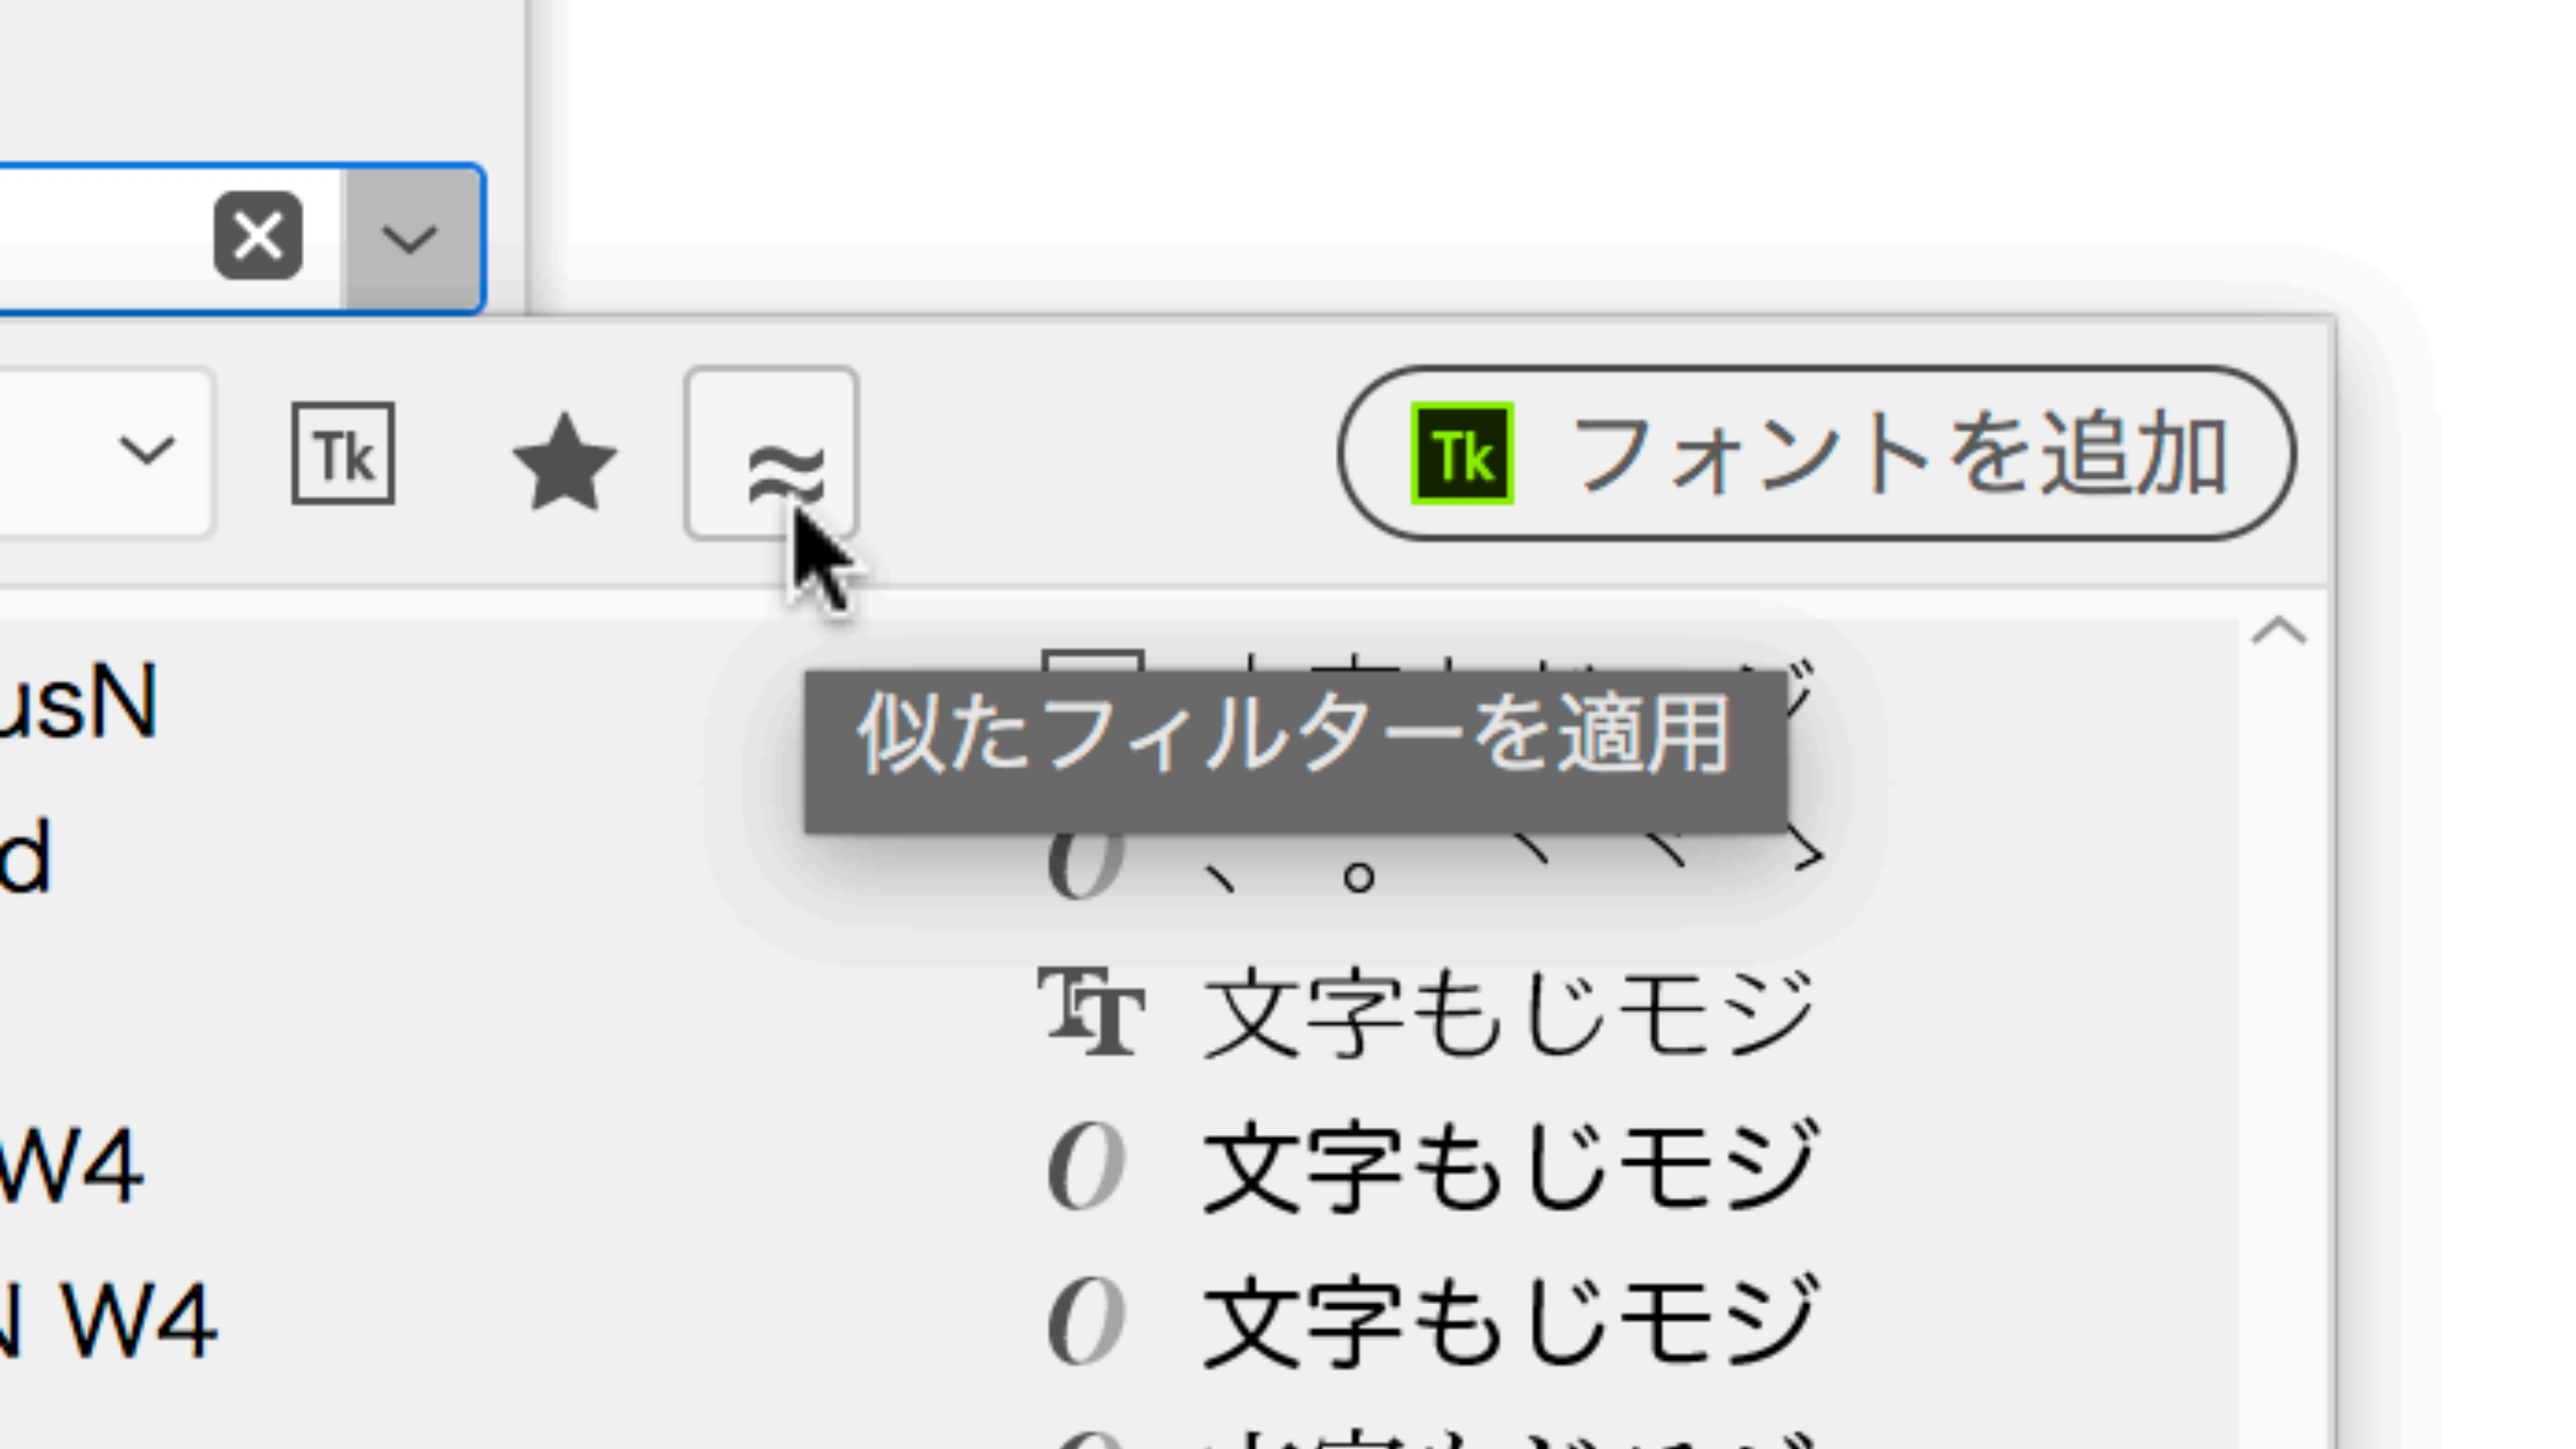 Tk
Tk フォントを追加
usN
似たフィルターを適用
d
、。
文字もじモジ
W4 文字もじモジ
N W4 文字もじモジ